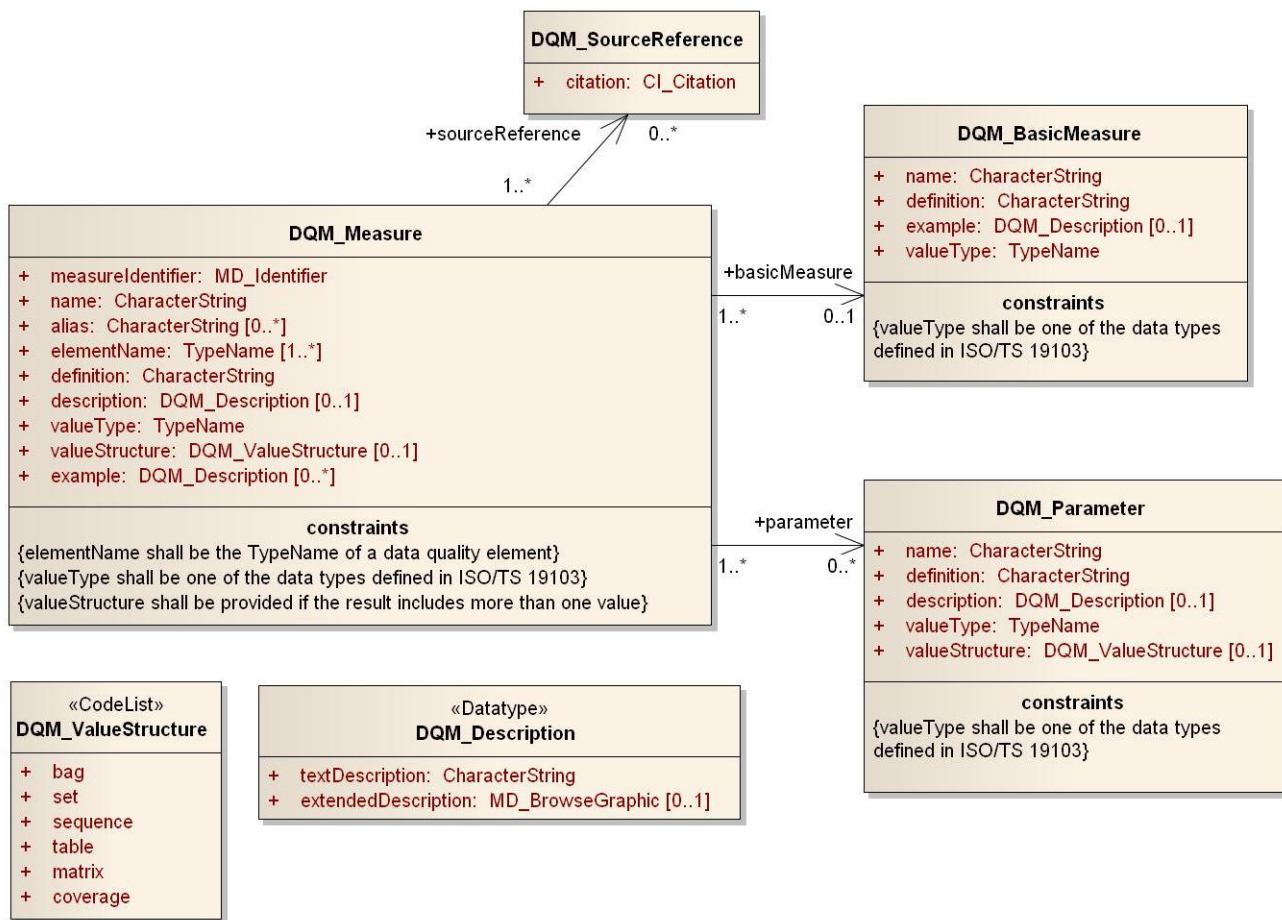 DQM_SourceReference
+ citation: CI_Citation
+sourceReference
0..*
1..*
DQM_BasicMeasure
+ name: CharacterString
+ definition: CharacterString
+ example: DQM_Description [0..1]
+ valueType: TypeName
constraints
{valueType shall be one of the data types
defined in ISO/TS 19103}
DQM_Measure
+ measureIdentifier: MD_Identifier
+ name: CharacterString
+ alias: CharacterString [0..*]
+ elementName: TypeName [1..*]
+ definition: CharacterString
+ description: DQM_Description [0..1]
+ valueType: TypeName
+ valueStructure: DQM_ValueStructure [0..1]
+ example: DQM_Description [0..*]
constraints
{elementName shall be the TypeName of a data quality element}
{valueType shall be one of the data types defined in ISO/TS 19103}
{valueStructure shall be provided if the result includes more than one value}
+basicMeasure
1..*
0..1
+parameter
1..*
0..*
DQM_Parameter
+ name: CharacterString
+ definition: CharacterString
+ description: DQM_Description [0..1]
+ valueType: TypeName
+ valueStructure: DQM_ValueStructure [0..1]
constraints
{valueType shall be one of the data types
defined in ISO/TS 19103}
«CodeList»
DQM_ValueStructure
+ bag
+ set
+ sequence
+ table
+ matrix
+ coverage
«Datatype»
DQM_Description
+ textDescription: CharacterString
+ extendedDescription: MD_BrowseGraphic [0..1]